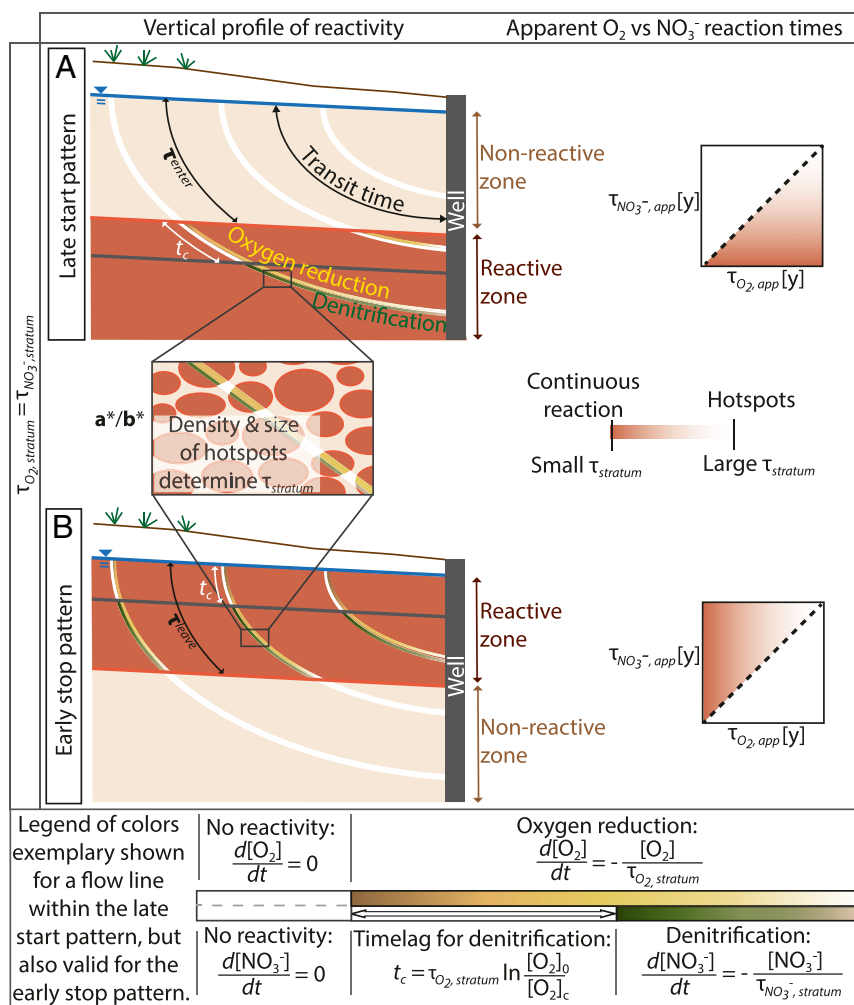 Vertical profile of reactivity
Apparent O₂ vs NO₃⁻ reaction times
τO₂, stratum = τNO₃⁻, stratum
A
Late start pattern
τenter
Transit time
Well
Non-reactive
zone
tc
Oxygen reduction
Denitrification
Reactive
zone
τNO₃⁻, app [y]
τO₂, app [y]
a*/b*
Density & size
of hotspots
determine τstratum
Continuous
reaction
Hotspots
Small τstratum
Large τstratum
B
Early stop pattern
tc
τleave
Well
Reactive
zone
Non-reactive
zone
τNO₃⁻, app [y]
τO₂, app [y]
Legend of colors
exemplary shown
for a flow line
within the late
start pattern, but
also valid for the
early stop pattern.
No reactivity:
d[O₂]/dt = 0
Oxygen reduction:
d[O₂]/dt = - [O₂]/τO₂, stratum
No reactivity:
d[NO₃⁻]/dt = 0
Timelag for denitrification:
tc = τO₂, stratum ln [O₂]₀/[O₂]c
Denitrification:
d[NO₃⁻]/dt = - [NO₃⁻]/τNO₃⁻, stratum